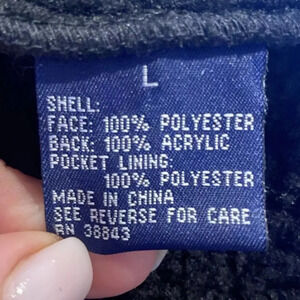 L
SHELL:
FACE: 100% POLYESTER
BACK: 100% ACRYLIC
POCKET LINING:
100% POLYESTER
MADE IN CHINA
SEE REVERSE FOR CARE
RN 38843